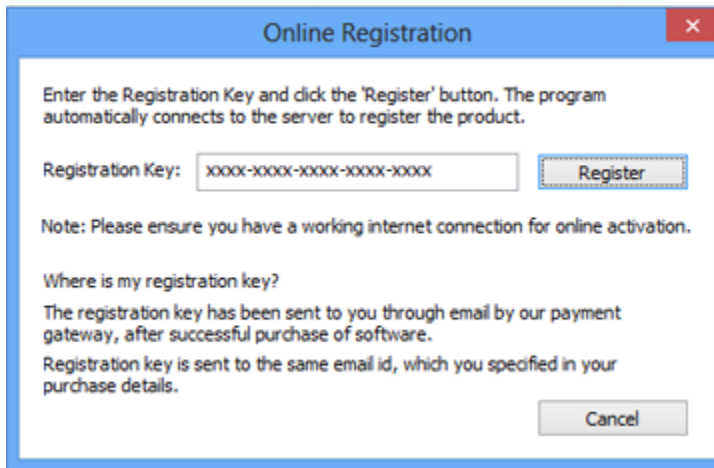 Online Registration
Enter the Registration Key and click the 'Register' button. The program
automatically connects to the server to register the product.
Registration Key: xxxx-xxxx-xxxx-xxxx-xxxx Register
Note: Please ensure you have a working internet connection for online activation.
Where is my registration key?
The registration key has been sent to you through email by our payment
gateway, after successful purchase of software.
Registration key is sent to the same email id, which you specified in your
purchase details.
Cancel